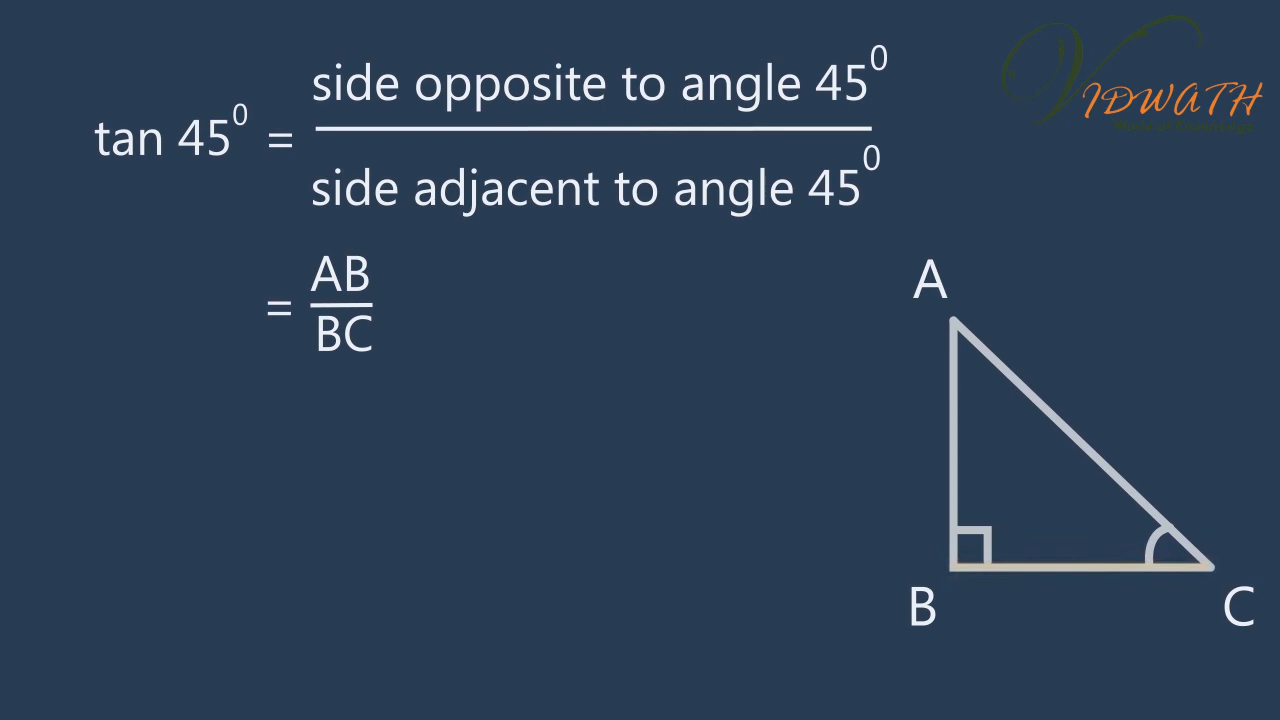 side opposite to angle 45⁰
tan 45⁰ =
side adjacent to angle 45⁰
= AB
BC
A
B
C
VIDWATH